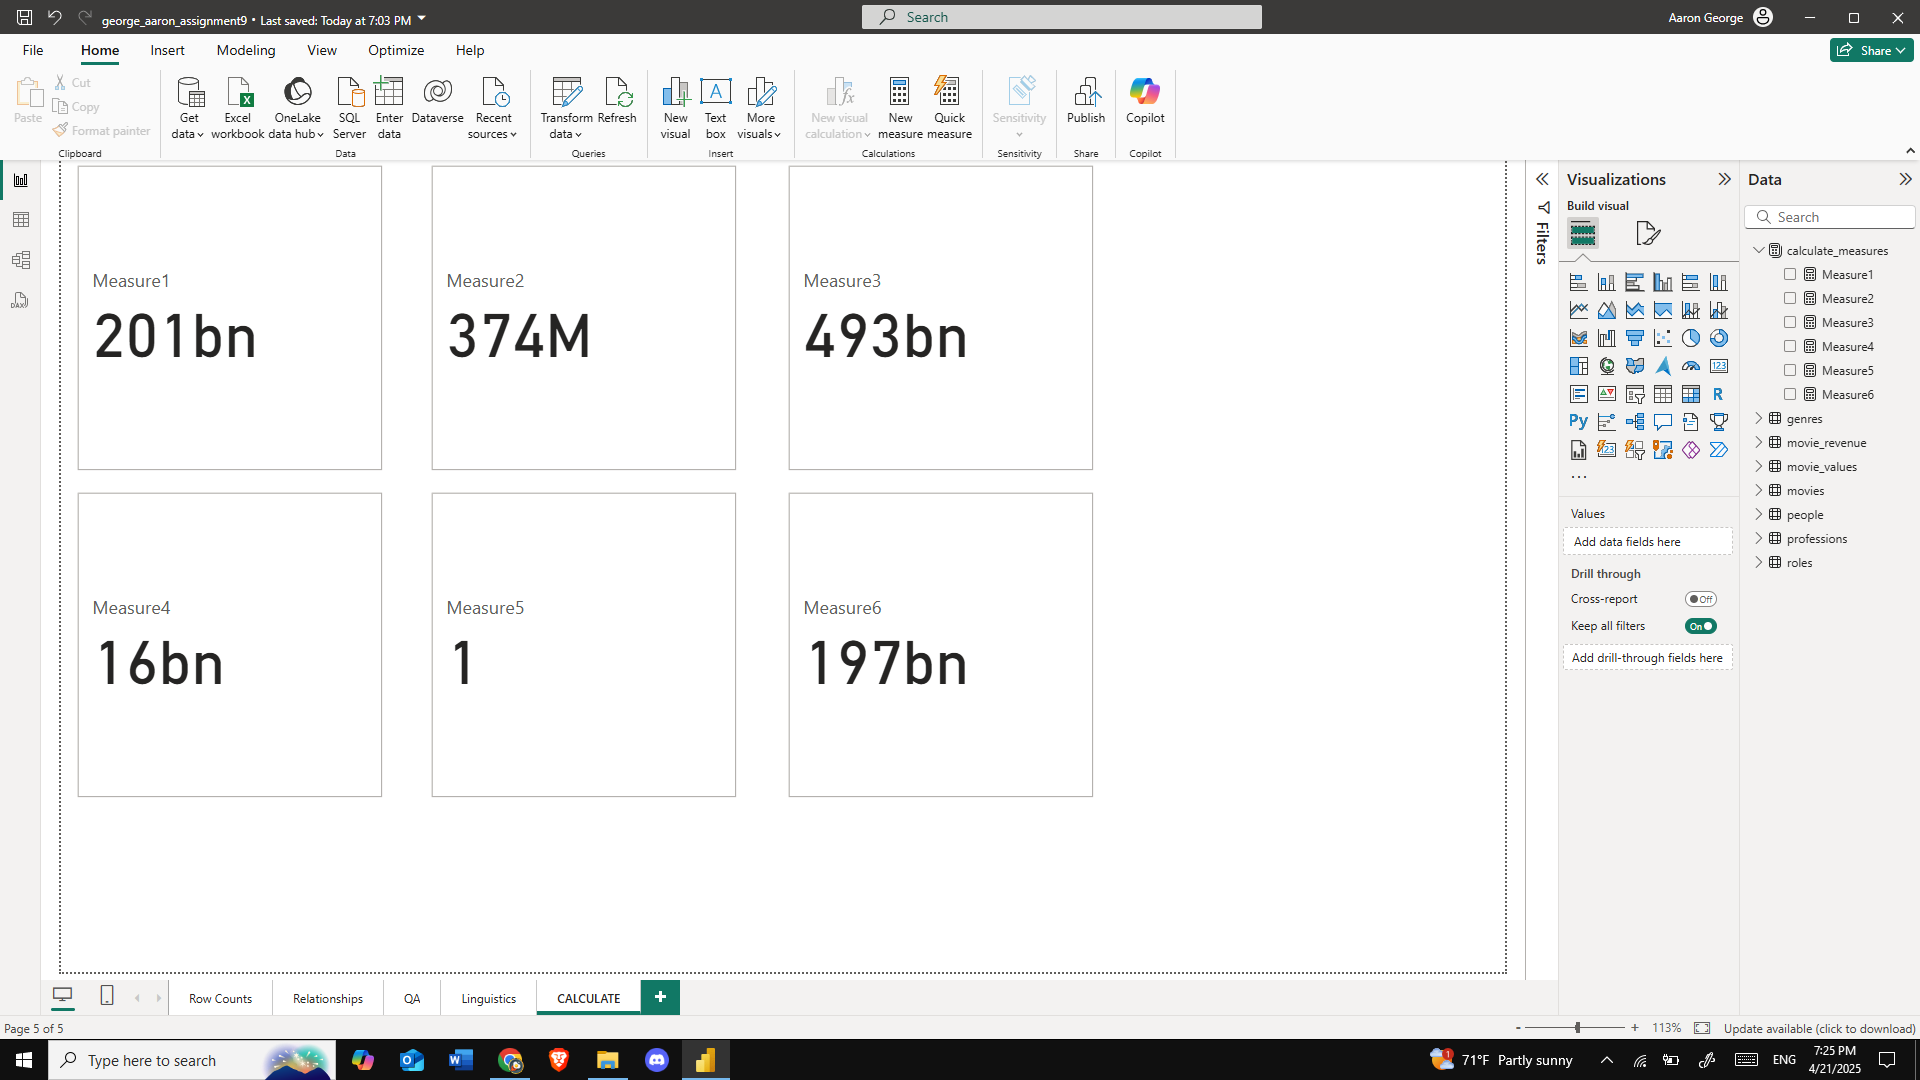 george_aaron_assignment9 • Last saved: Today at 7:03 PM
Search
Aaron George
File Home Insert Modeling View Optimize Help
Share
Paste
Cut
Copy
Format painter
Clipboard
Get data
Excel workbook
OneLake data hub
SQL Server
Enter data
Dataverse
Recent sources
Data
Transform data
Refresh
Queries
New visual
Text box
More visuals
Insert
New visual calculation
New measure
Quick measure
Calculations
Sensitivity
Sensitivity
Publish
Share
Copilot
Copilot
Measure1
201bn
Measure2
374M
Measure3
493bn
Measure4
16bn
Measure5
1
Measure6
197bn
Filters
Visualizations
Build visual
Values
Add data fields here
Drill through
Cross-report
Off
Keep all filters
On
Add drill-through fields here
Data
Search
calculate_measures
Measure1
Measure2
Measure3
Measure4
Measure5
Measure6
genres
movie_revenue
movie_values
movies
people
professions
roles
Row Counts
Relationships
QA
Linguistics
CALCULATE
Page 5 of 5
- + 113%
Update available (click to download)
Type here to search
71°F Partly sunny
ENG
7:25 PM
4/21/2025